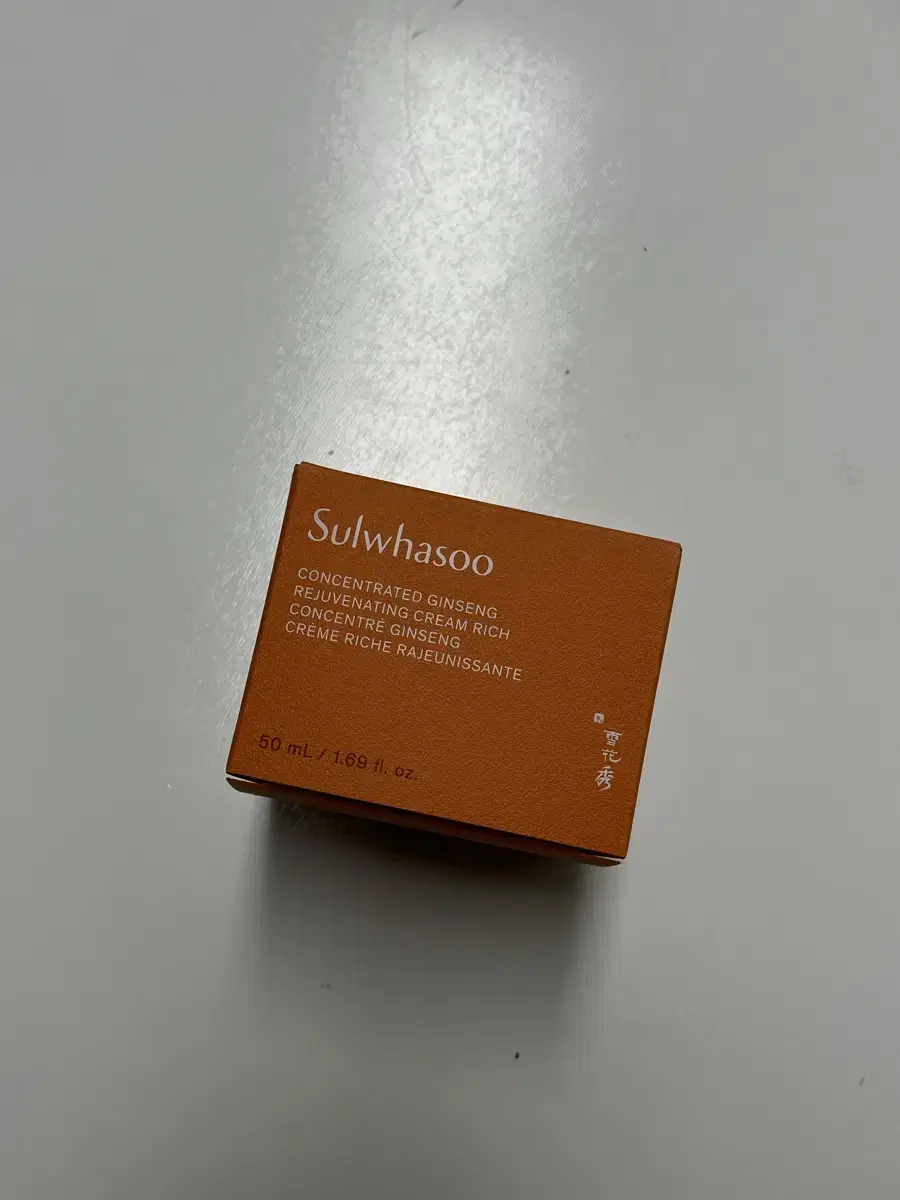 Sulwhasoo
CONCENTRATED GINSENG
REJUVENATING CREAM RICH
CONCENTRÉ GINSENG
CRÈME RICHE RAJEUNISSANTE
50 mL / 1.69 fl. oz.
雪花秀